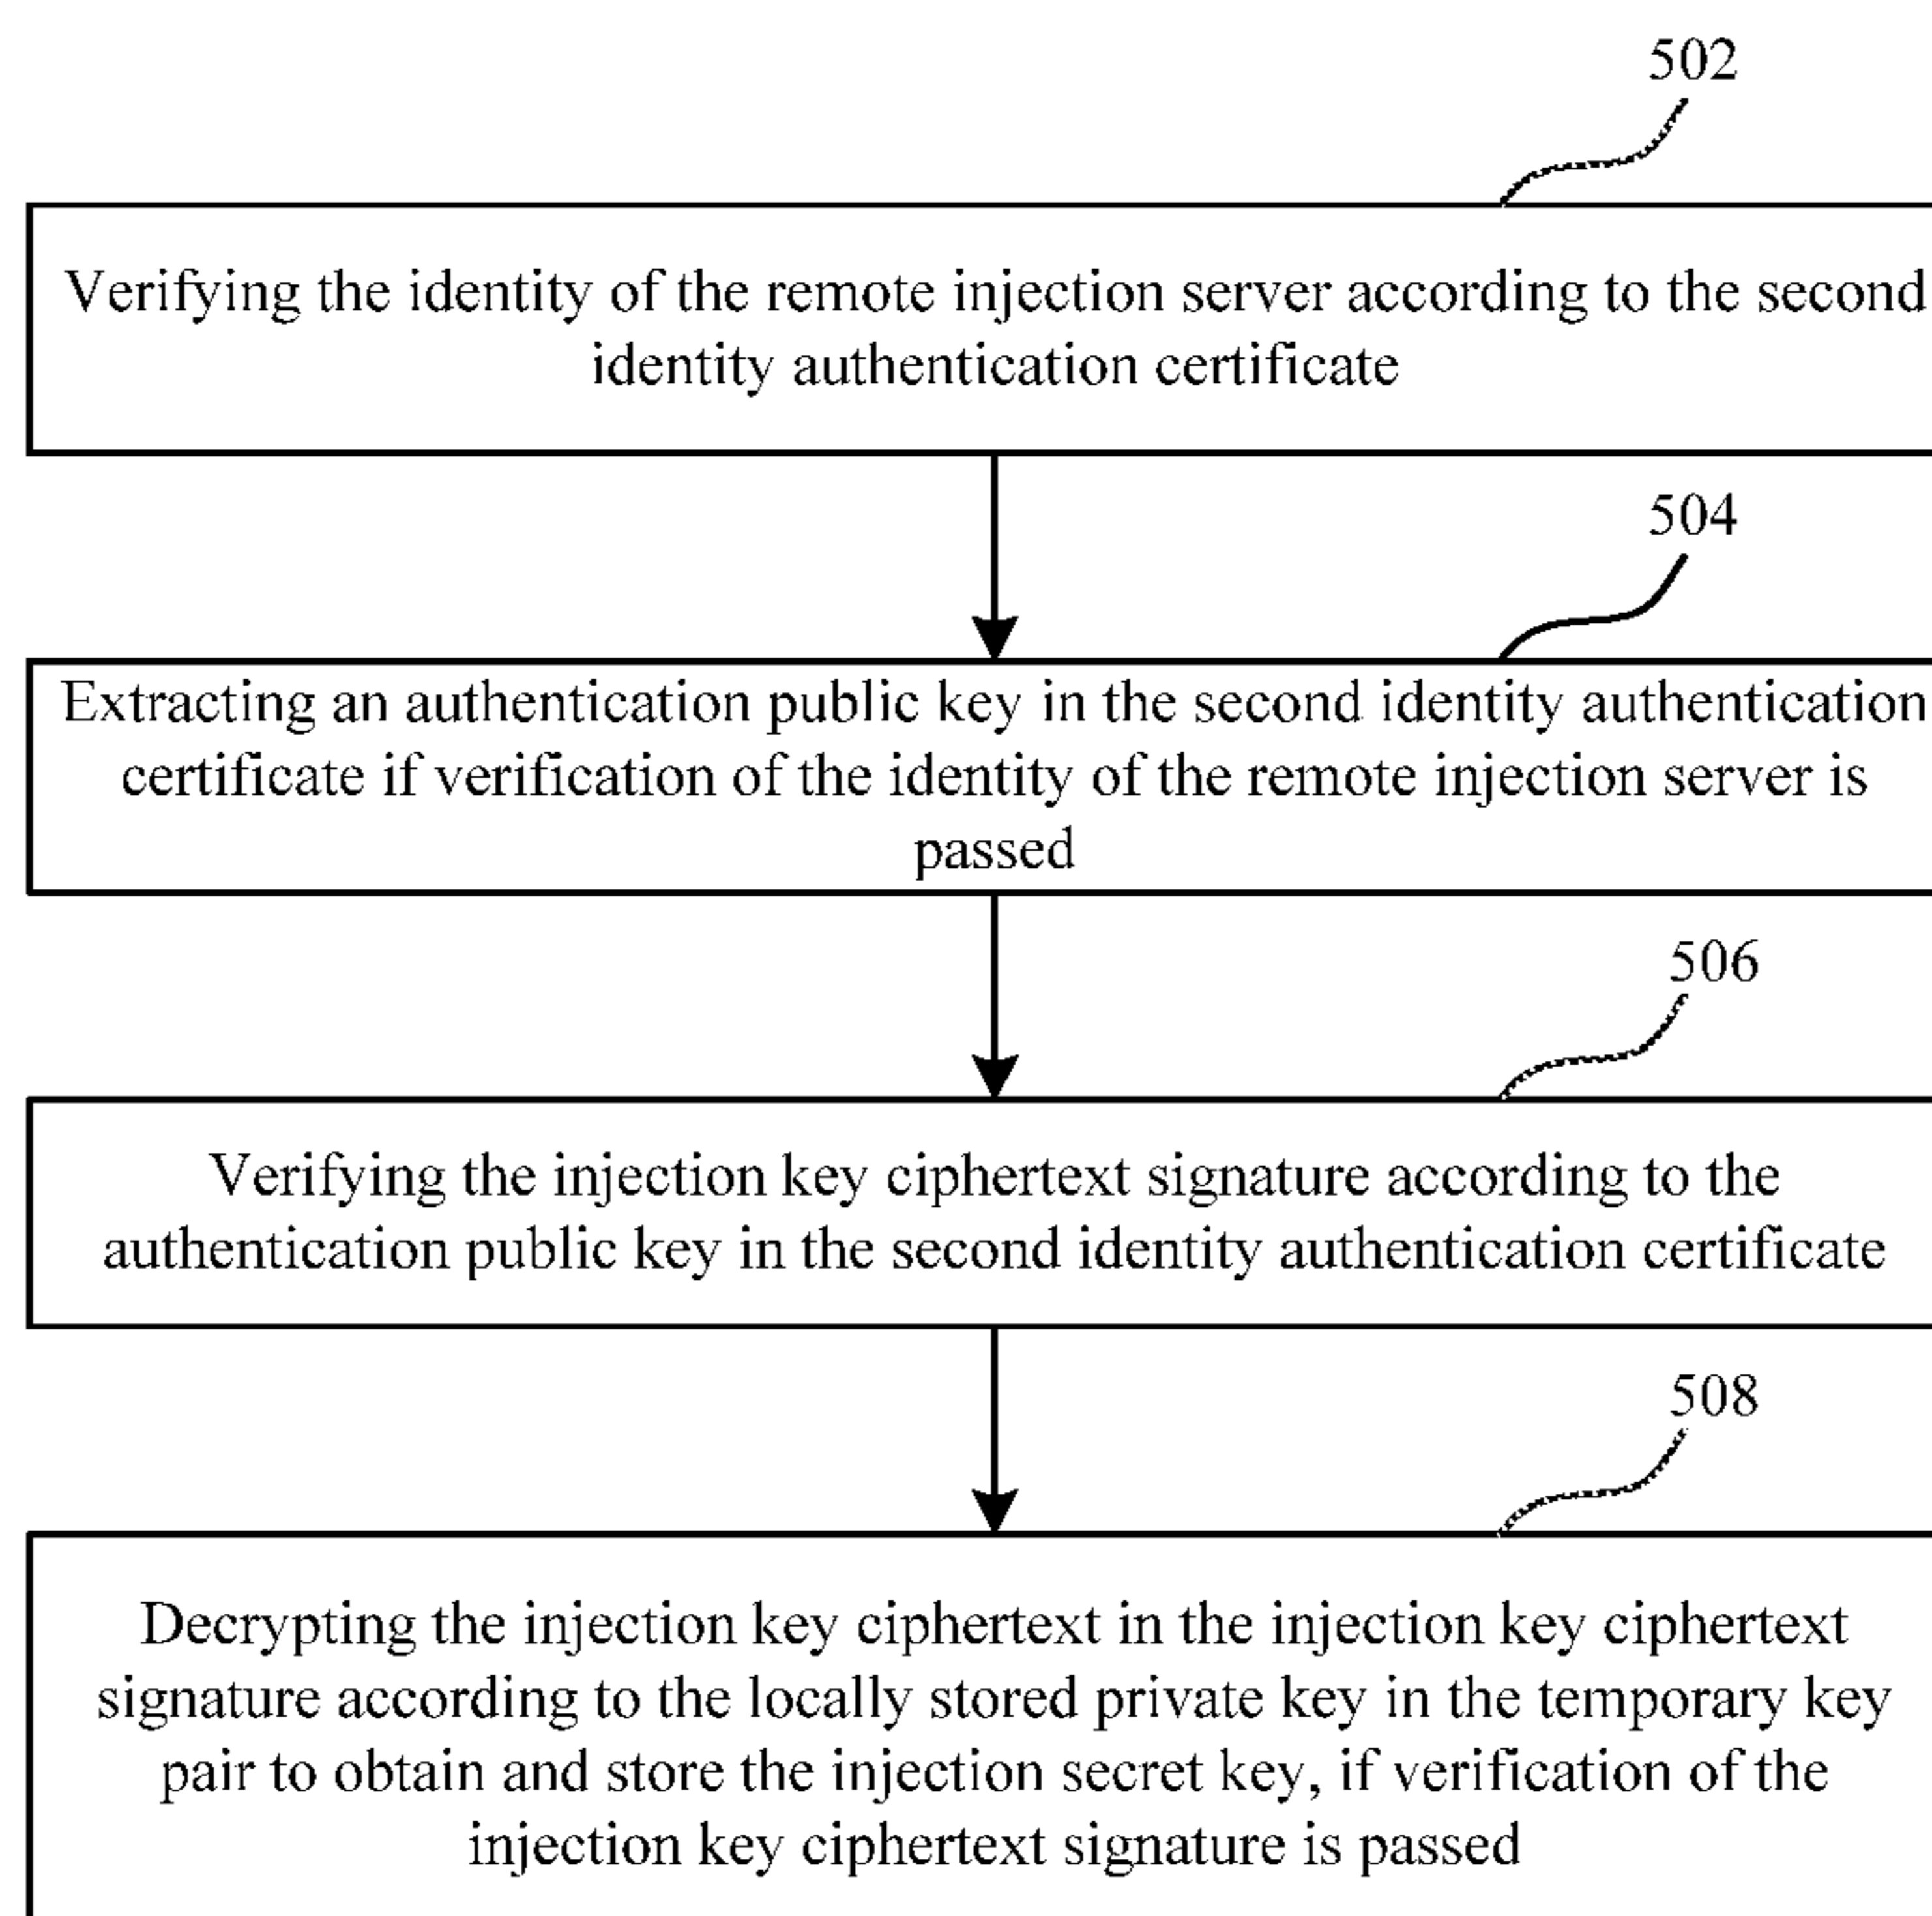 502
Verifying the identity of the remote injection server according to the second
identity authentication certificate
504
Extracting an authentication public key in the second identity authentication
certificate if verification of the identity of the remote injection server is
passed
506
Verifying the injection key ciphertext signature according to the
authentication public key in the second identity authentication certificate
508
Decrypting the injection key ciphertext in the injection key ciphertext
signature according to the locally stored private key in the temporary key
pair to obtain and store the injection secret key, if verification of the
injection key ciphertext signature is passed